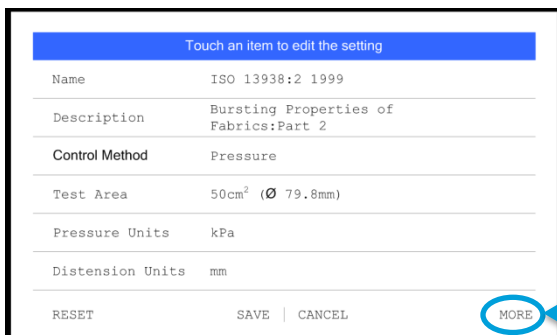 Touch an item to edit the setting
Name ISO 13938:2 1999
Description Bursting Properties of
Fabrics:Part 2
Control Method Pressure
Test Area 50cm² (Ø 79.8mm)
Pressure Units kPa
Distension Units mm
RESET SAVE | CANCEL MORE